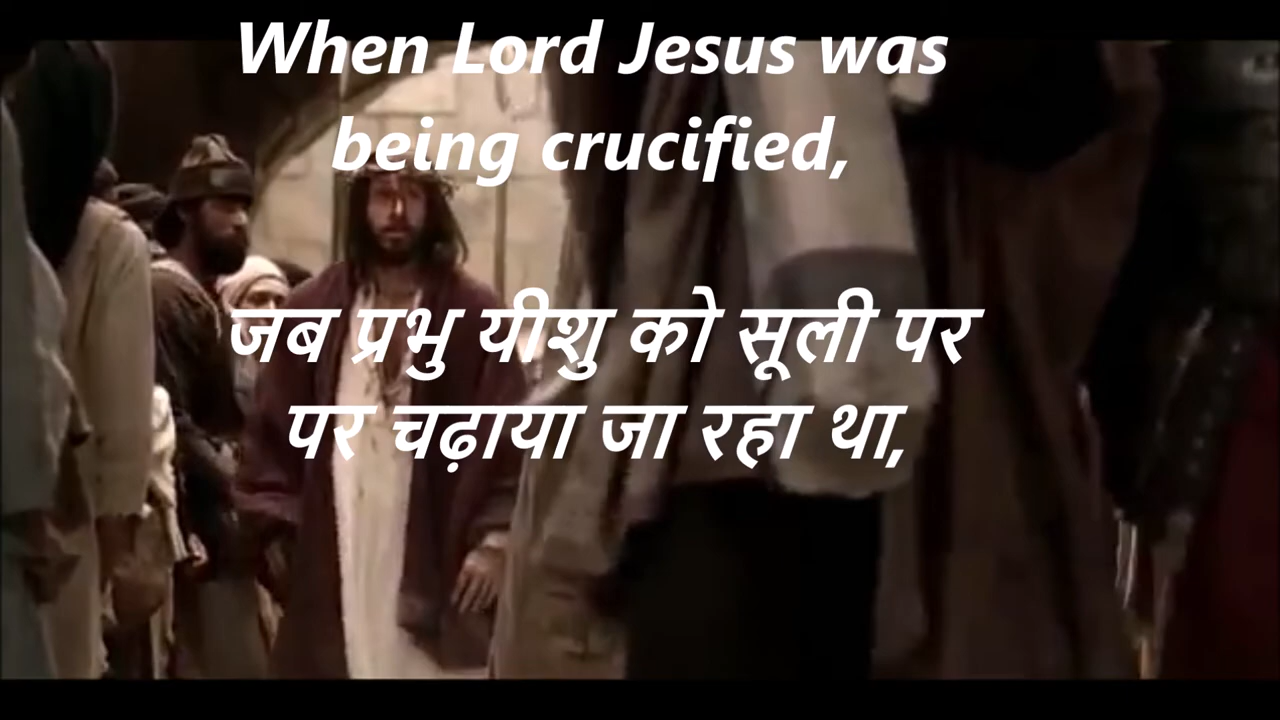 When Lord Jesus was
being crucified,
जब प्रभु यीशु को सूली पर
पर चढ़ाया जा रहा था,